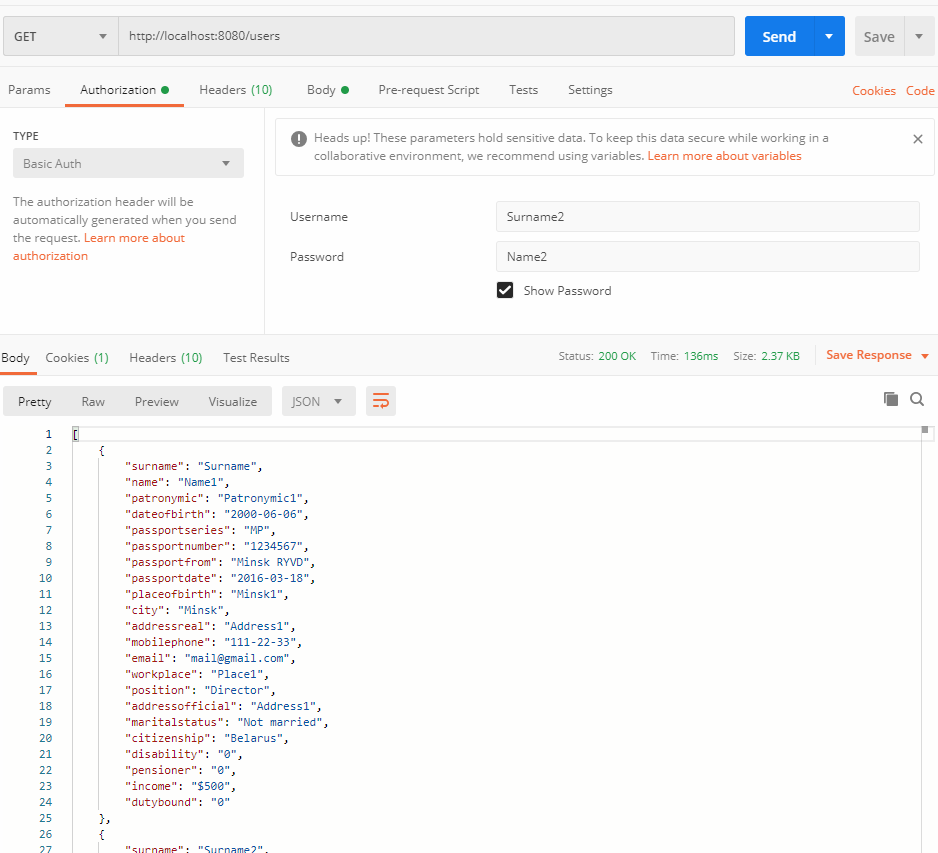 GET http://localhost:8080/users Send Save
Params Authorization Headers (10) Body Pre-request Script Tests Settings Cookies Code
TYPE
Basic Auth
The authorization header will be
automatically generated when you send
the request. Learn more about
authorization
Heads up! These parameters hold sensitive data. To keep this data secure while working in a
collaborative environment, we recommend using variables. Learn more about variables
Username Surname2
Password Name2
Show Password
Body Cookies (1) Headers (10) Test Results Status: 200 OK Time: 136ms Size: 2.37 KB Save Response
Pretty Raw Preview Visualize JSON
1 [
2 {
3 "surname": "Surname",
4 "name": "Name1",
5 "patronymic": "Patronymic1",
6 "dateofbirth": "2000-06-06",
7 "passportseries": "MP",
8 "passportnumber": "1234567",
9 "passportfrom": "Minsk RYVD",
10 "passportdate": "2016-03-18",
11 "placeofbirth": "Minsk1",
12 "city": "Minsk",
13 "addressreal": "Address1",
14 "mobilephone": "111-22-33",
15 "email": "mail@gmail.com",
16 "workplace": "Place1",
17 "position": "Director",
18 "addressofficial": "Address1",
19 "maritalstatus": "Not married",
20 "citizenship": "Belarus",
21 "disability": "0",
22 "pensioner": "0",
23 "income": "$500",
24 "dutybound": "0"
25 },
26 {
27 "surname": "Surname2",